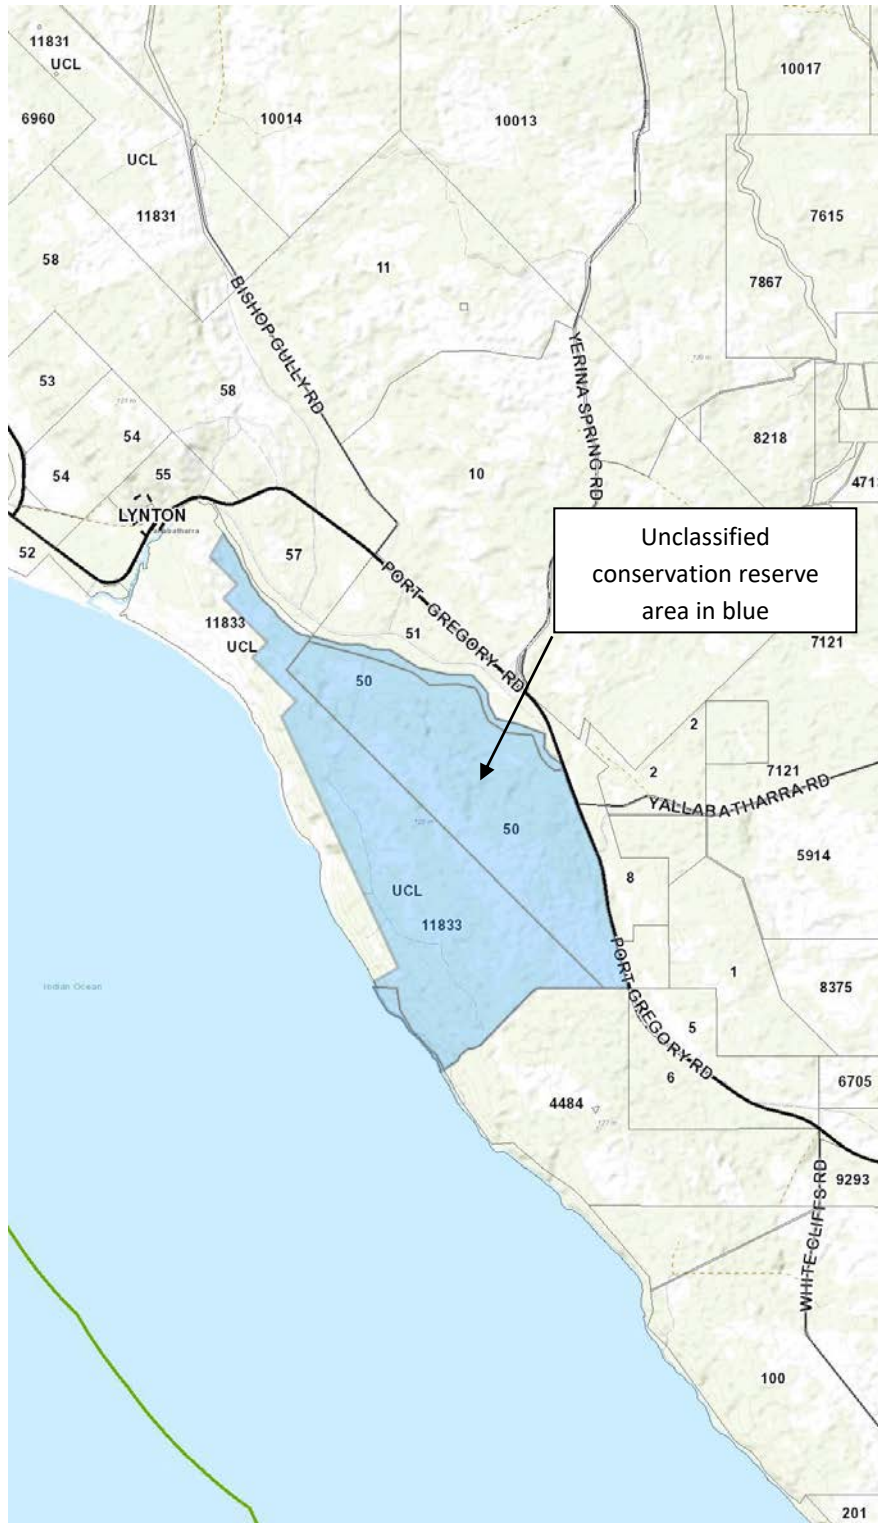 11831
UCL
10017
6960
10014
10013
UCL
11831
7615
58
11
7867
BISHOP GULLY RD
YERINA SPRING RD
53
58
54
8218
54
55
10
471
LYNTON
52
57
Unclassified
conservation reserve
area in blue
PORT GREGORY RD
11833
UCL
51
7121
50
2
2
7121
YALLABATHARRA RD
50
5914
8
UCL
11833
1
PORT GREGORY RD
8375
Indian Ocean
5
6
6705
4484
177 m
9293
WHITE CLIFFS RD
100
201